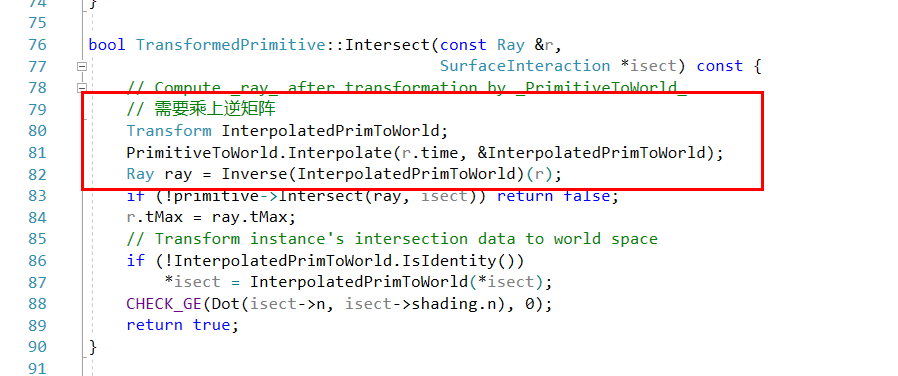 74 }
75
76 bool TransformedPrimitive::Intersect(const Ray &r,
77 SurfaceInteraction *isect) const {
78 // Compute _ray_ after transformation by _PrimitiveToWorld_
79 // 需要乘上逆矩阵
80 Transform InterpolatedPrimToWorld;
81 PrimitiveToWorld.Interpolate(r.time, &InterpolatedPrimToWorld);
82 Ray ray = Inverse(InterpolatedPrimToWorld)(r);
83 if (!primitive->Intersect(ray, isect)) return false;
84 r.tMax = ray.tMax;
85 // Transform instance's intersection data to world space
86 if (!InterpolatedPrimToWorld.IsIdentity())
87 *isect = InterpolatedPrimToWorld(*isect);
88 CHECK_GE(Dot(isect->n, isect->shading.n), 0);
89 return true;
90 }
91